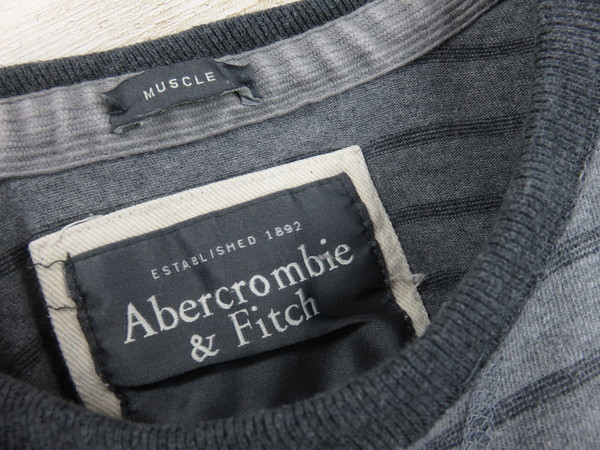 MUSCLE
ESTABLISHED 1892
Abercrombie
& Fitch